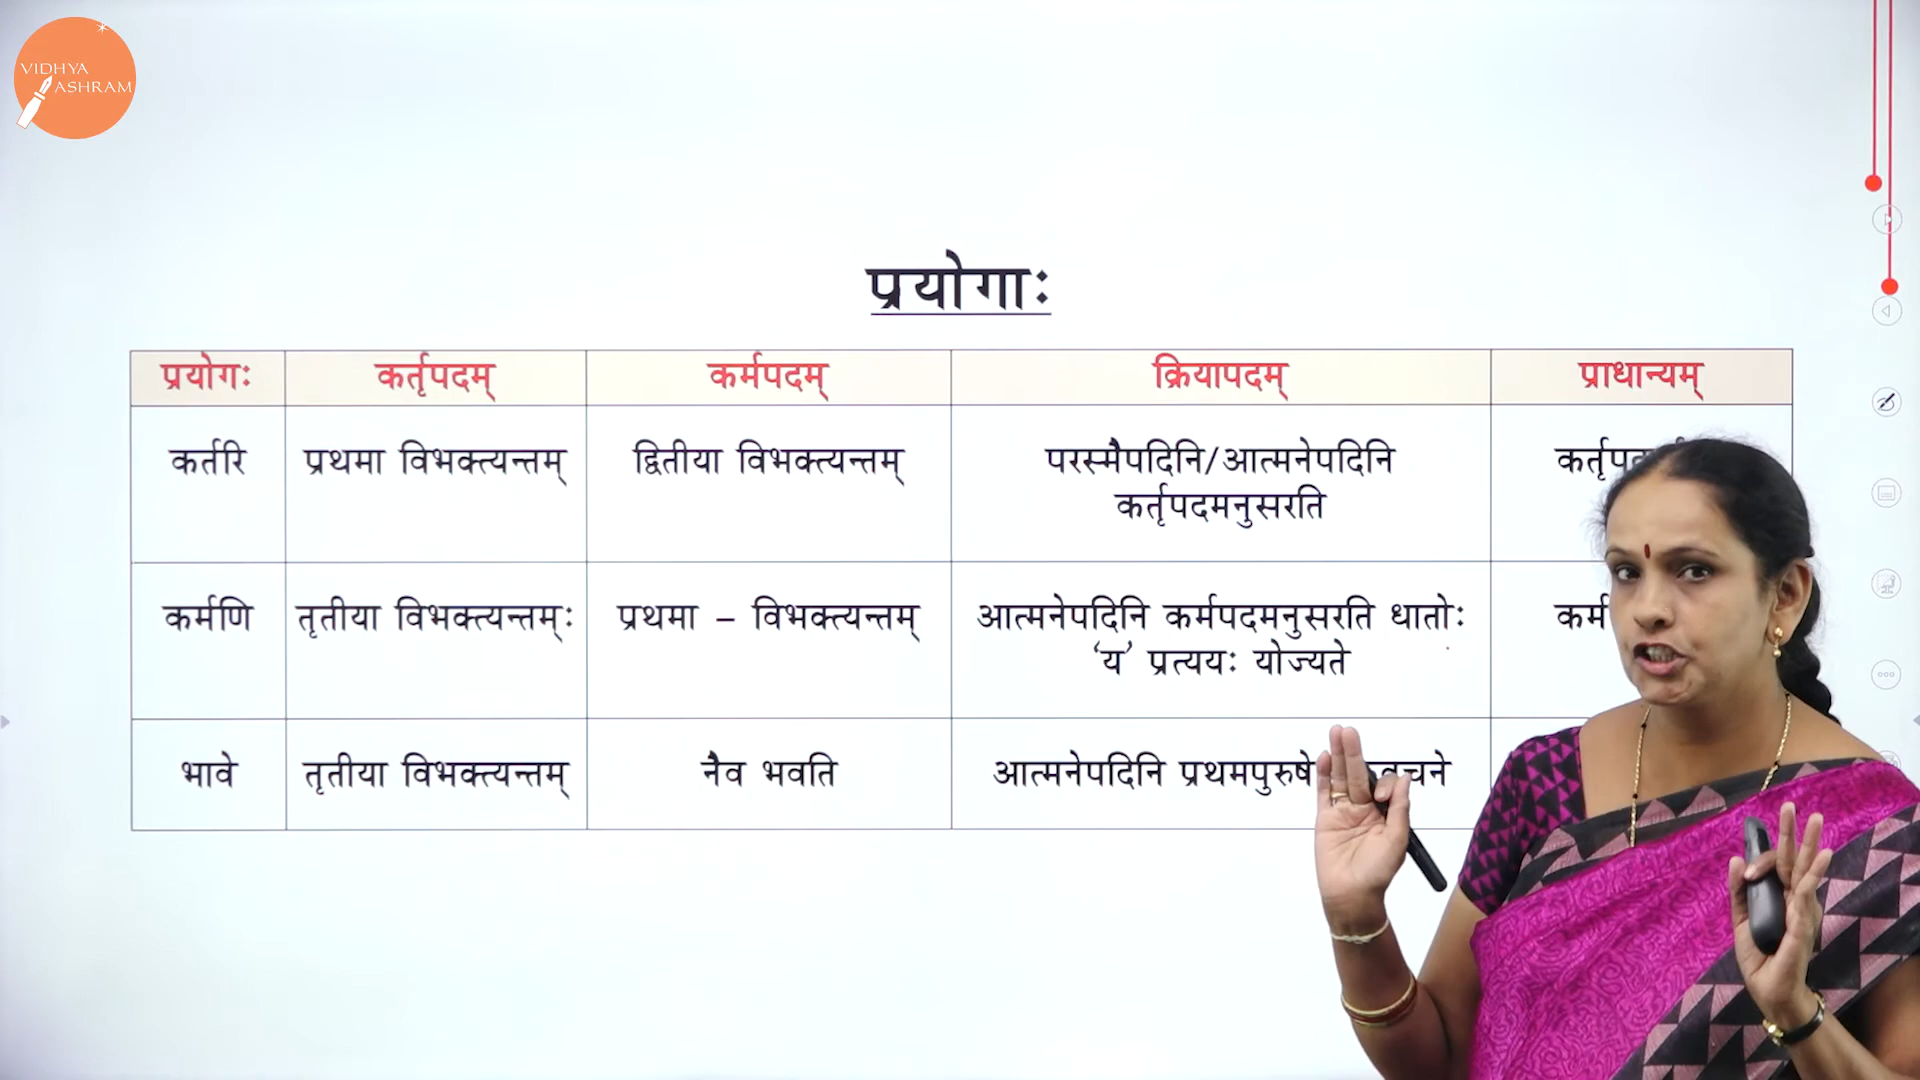 VIDHYA
ASHRAM
प्रयोगाः
प्रयोगः कर्तृपदम् कर्मपदम् क्रियापदम् प्राधान्यम्
कर्तरि प्रथमा विभक्त्यन्तम् द्वितीया विभक्त्यन्तम् परस्मैपदिनि/आत्मनेपदिनि
कर्तृपदमनुसरति
कर्मणि तृतीया विभक्त्यन्तम्ः प्रथमा – विभक्त्यन्तम् आत्मनेपदिनि कर्मपदमनुसरति धातोः
‘य’ प्रत्ययः योज्यते
भावे तृतीया विभक्त्यन्तम् नैव भवति आत्मनेपदिनि प्रथमपुरुषे